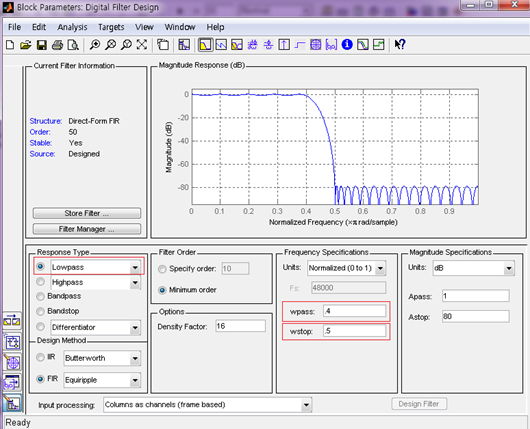 Block Parameters: Digital Filter Design
File Edit Analysis Targets View Window Help
Current Filter Information
Structure: Direct-Form FIR
Order: 50
Stable: Yes
Source: Designed
Store Filter ...
Filter Manager ...
Magnitude Response (dB)
Magnitude (dB)
0
-20
-40
-60
-80
0 0.1 0.2 0.3 0.4 0.5 0.6 0.7 0.8 0.9
Normalized Frequency (×π rad/sample)
Response Type
Lowpass
Highpass
Bandpass
Bandstop
Differentiator
Design Method
IIR Butterworth
FIR Equiripple
Filter Order
Specify order: 10
Minimum order
Options
Density Factor: 16
Frequency Specifications
Units: Normalized (0 to 1)
Fs: 48000
wpass: .4
wstop: .5
Magnitude Specifications
Units: dB
Apass: 1
Astop: 80
Input processing: Columns as channels (frame based)
Design Filter
Ready